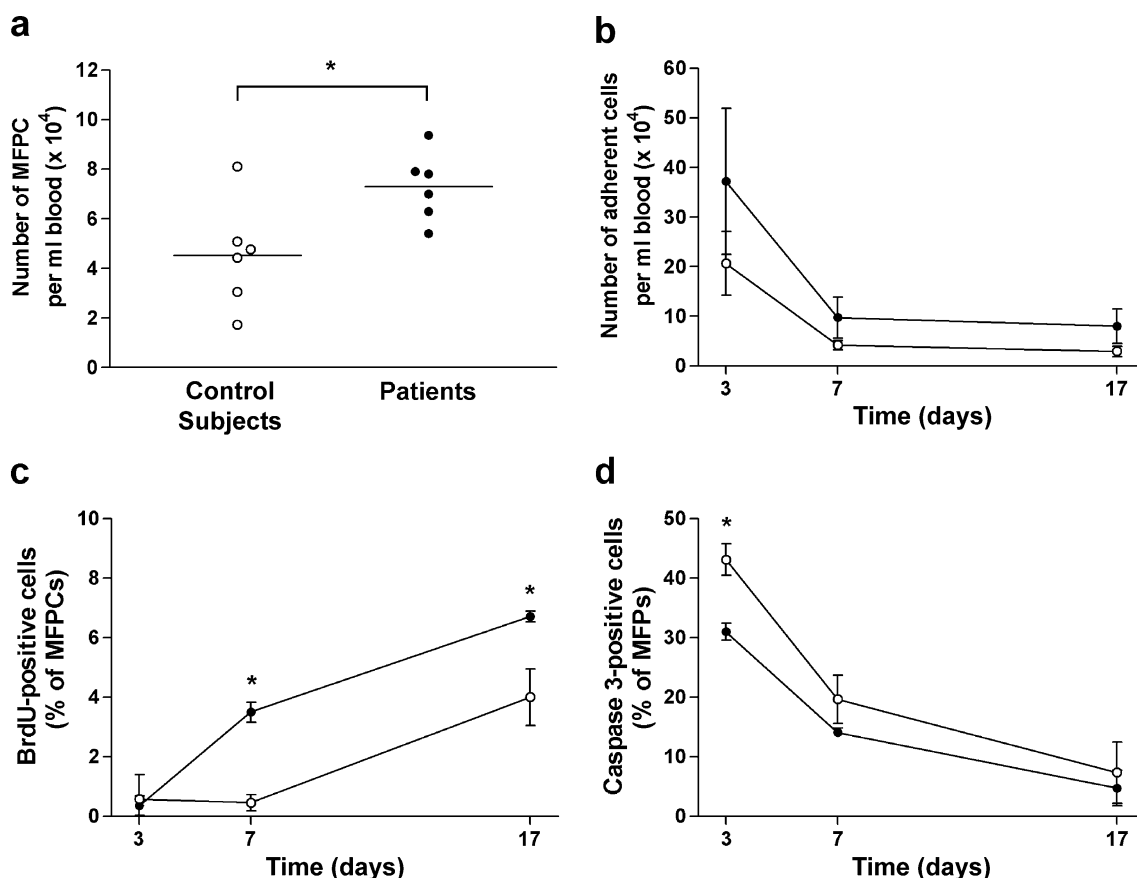 a
Number of MFPC
per ml blood (x 10⁴)
12
10
8
6
4
2
0
*
Control
Subjects
Patients
b
Number of adherent cells
per ml blood (x 10⁴)
60
50
40
30
20
10
0
3
7
17
Time (days)
c
BrdU-positive cells
(% of MFPCs)
10
8
6
4
2
0
*
*
3
7
17
Time (days)
d
Caspase 3-positive cells
(% of MFPs)
50
40
30
20
10
0
*
3
7
17
Time (days)